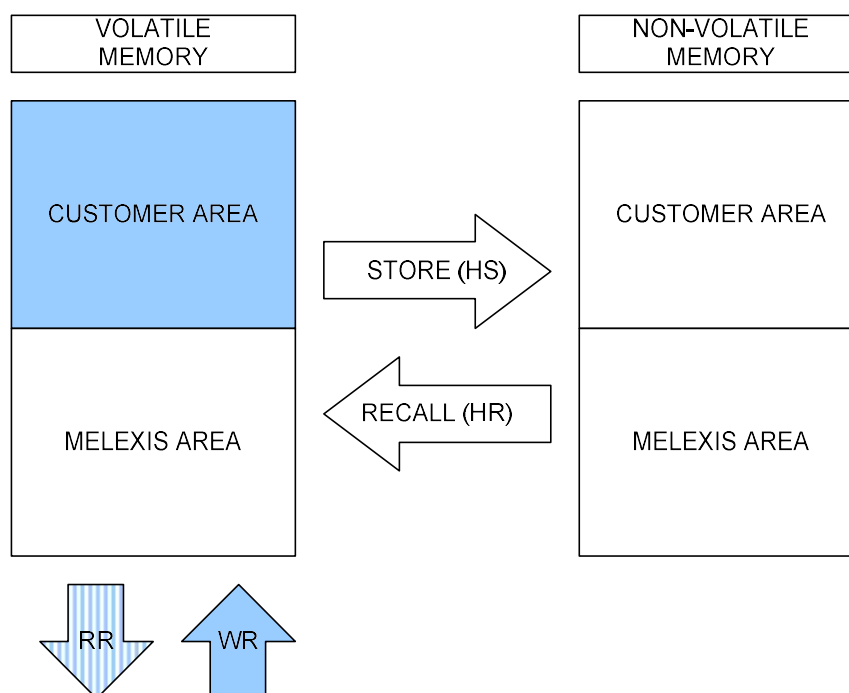 VOLATILE
MEMORY
NON-VOLATILE
MEMORY
CUSTOMER AREA
CUSTOMER AREA
STORE (HS)
RECALL (HR)
MELEXIS AREA
MELEXIS AREA
RR
WR